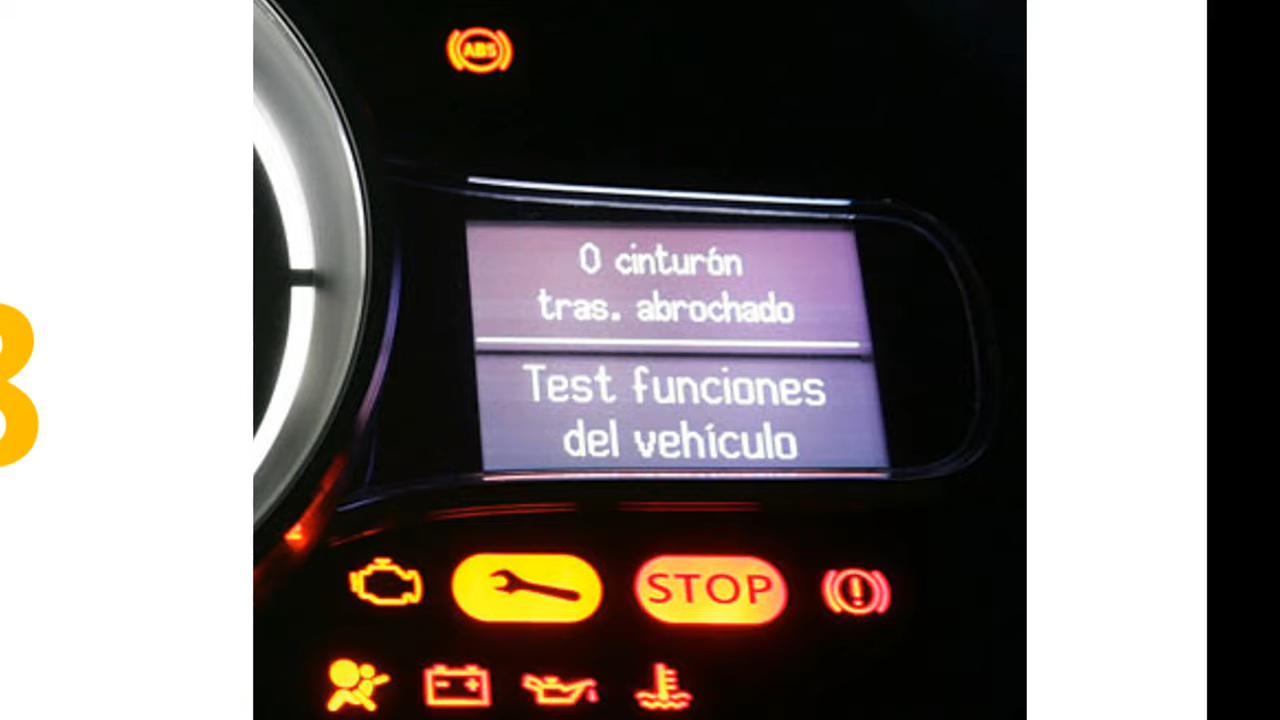 ABS
0 cinturón
tras. abrochado
Test funciones
del vehículo
STOP